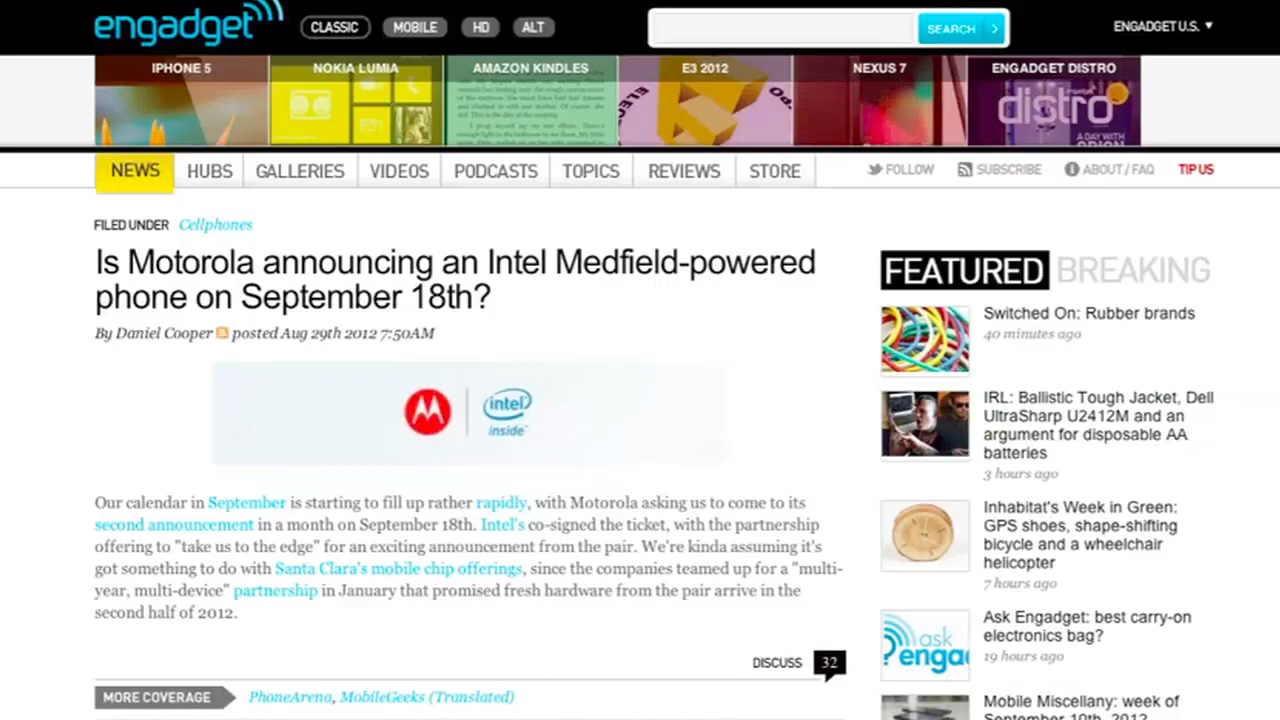 engadget
CLASSIC
MOBILE
HD
ALT
SEARCH
ENGADGET U.S.
IPHONE 5
NOKIA LUMIA
AMAZON KINDLES
E3 2012
NEXUS 7
ENGADGET DISTRO
distro
A DAY WITH
NEWS
HUBS
GALLERIES
VIDEOS
PODCASTS
TOPICS
REVIEWS
STORE
FOLLOW
SUBSCRIBE
ABOUT / FAQ
TIP US
FILED UNDER Cellphones
Is Motorola announcing an Intel Medfield-powered
phone on September 18th?
By Daniel Cooper posted Aug 29th 2012 7:50AM
intel
inside
Our calendar in September is starting to fill up rather rapidly, with Motorola asking us to come to its
second announcement in a month on September 18th. Intel's co-signed the ticket, with the partnership
offering to "take us to the edge" for an exciting announcement from the pair. We're kinda assuming it's
got something to do with Santa Clara's mobile chip offerings, since the companies teamed up for a "multi-
year, multi-device" partnership in January that promised fresh hardware from the pair arrive in the
second half of 2012.
DISCUSS 32
MORE COVERAGE PhoneArena, MobileGeeks (Translated)
FEATURED BREAKING
Switched On: Rubber brands
40 minutes ago
IRL: Ballistic Tough Jacket, Dell
UltraSharp U2412M and an
argument for disposable AA
batteries
3 hours ago
Inhabitat's Week in Green:
GPS shoes, shape-shifting
bicycle and a wheelchair
helicopter
7 hours ago
ask
enga
Ask Engadget: best carry-on
electronics bag?
19 hours ago
Mobile Miscellany: week of
September 10th, 2012